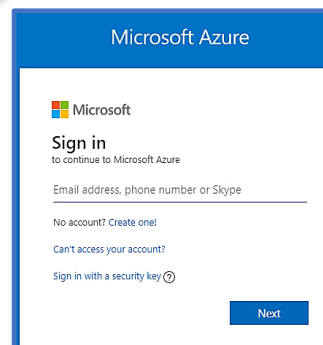 Microsoft Azure
Microsoft
Sign in
to continue to Microsoft Azure
Email address, phone number or Skype
No account? Create one!
Can't access your account?
Sign in with a security key ?
Next